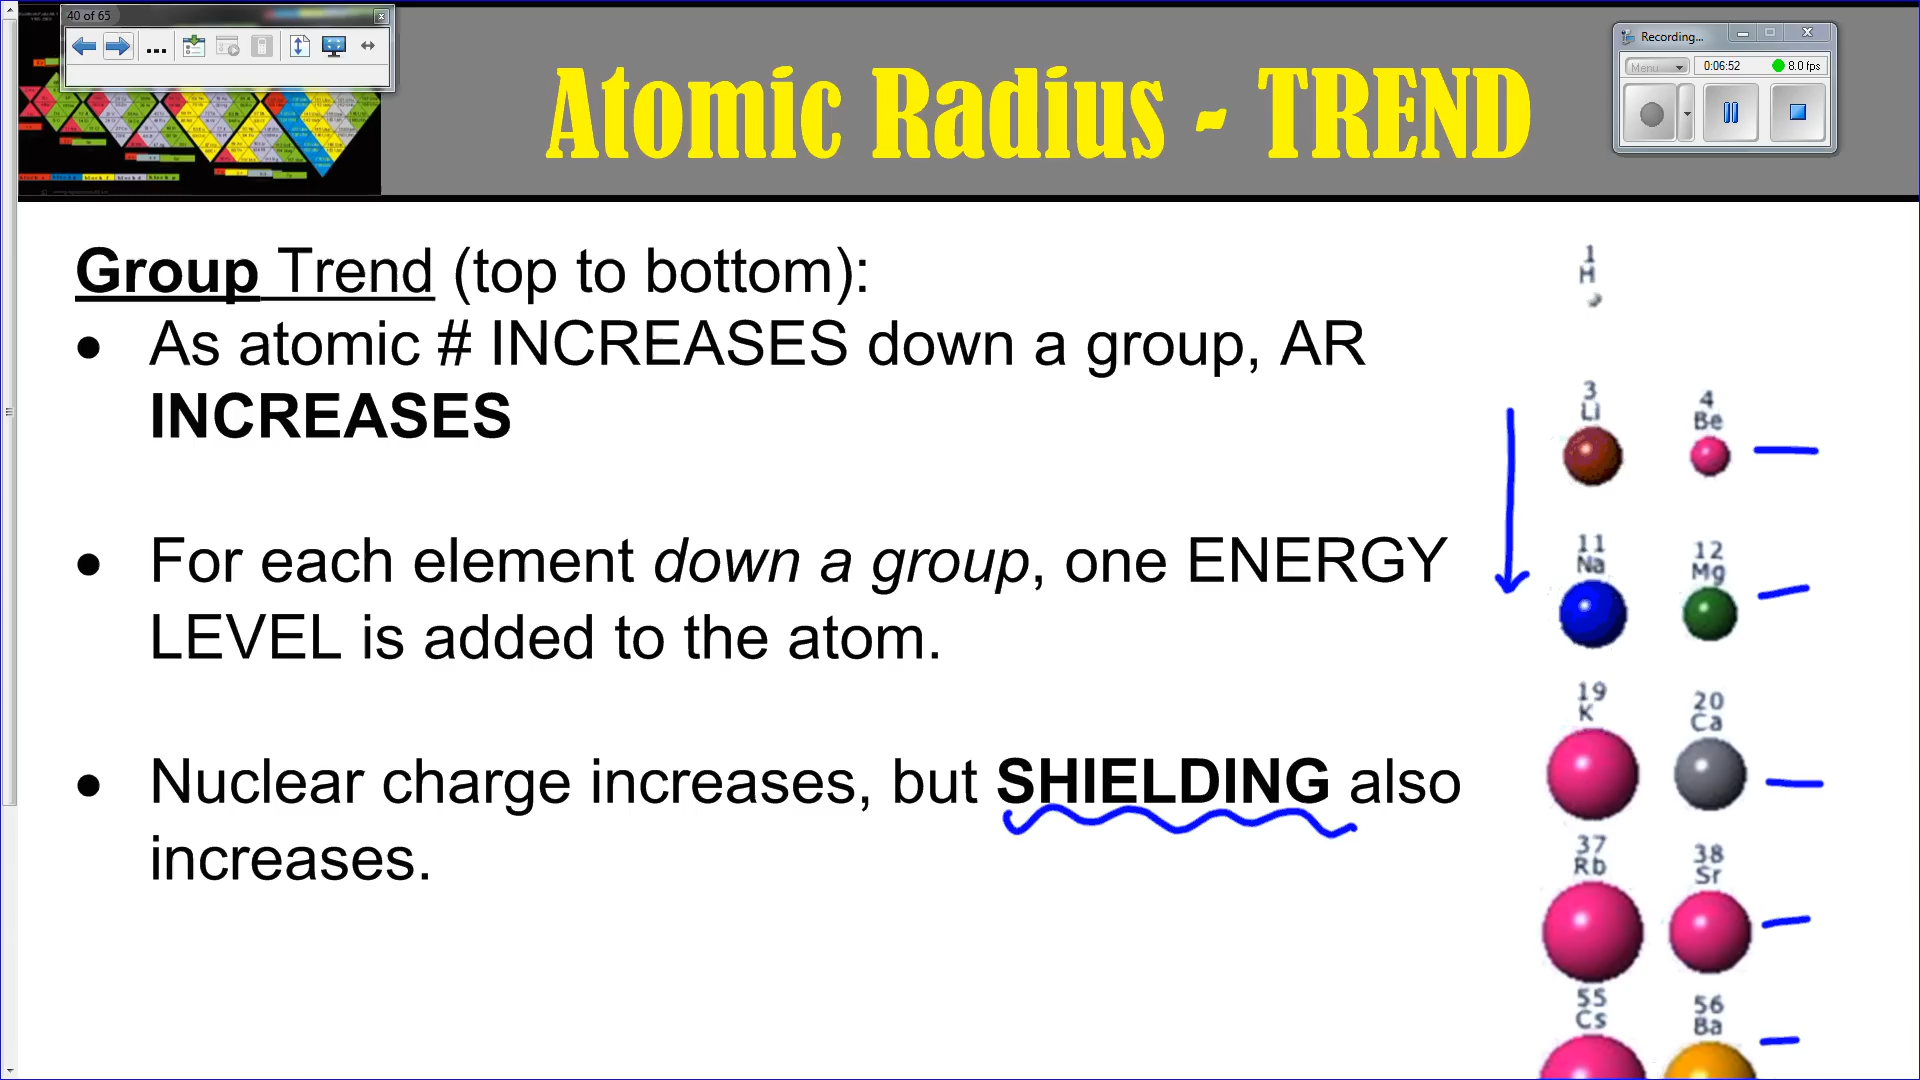 40 of 65
Recording...
Menu
0:06:52
8.0 fps
Atomic Radius - TREND
Group Trend (top to bottom):
• As atomic # INCREASES down a group, AR
INCREASES
• For each element down a group, one ENERGY
LEVEL is added to the atom.
• Nuclear charge increases, but SHIELDING also
increases.
1
H
3
Li
4
Be
11
Na
12
Mg
19
K
20
Ca
37
Rb
38
Sr
55
Cs
56
Ba